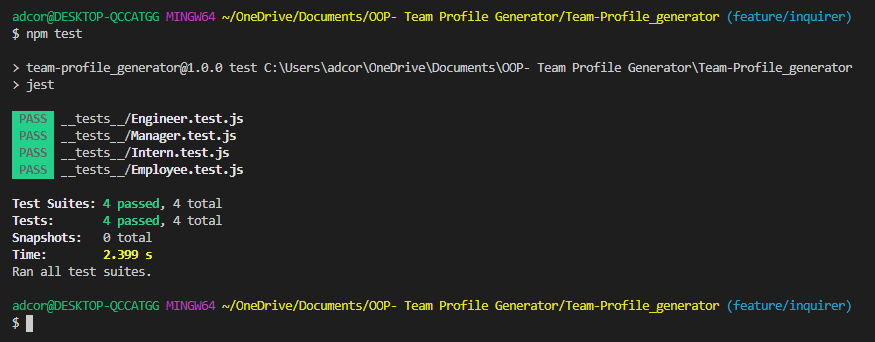 adcor@DESKTOP-QCCATGG MINGW64 ~/OneDrive/Documents/OOP- Team Profile Generator/Team-Profile_generator (feature/inquirer)
$ npm test
> team-profile_generator@1.0.0 test C:\Users\adcor\OneDrive\Documents\OOP- Team Profile Generator\Team-Profile_generator
> jest
PASS __tests__/Engineer.test.js
PASS __tests__/Manager.test.js
PASS __tests__/Intern.test.js
PASS __tests__/Employee.test.js
Test Suites: 4 passed, 4 total
Tests: 4 passed, 4 total
Snapshots: 0 total
Time: 2.399 s
Ran all test suites.
adcor@DESKTOP-QCCATGG MINGW64 ~/OneDrive/Documents/OOP- Team Profile Generator/Team-Profile_generator (feature/inquirer)
$